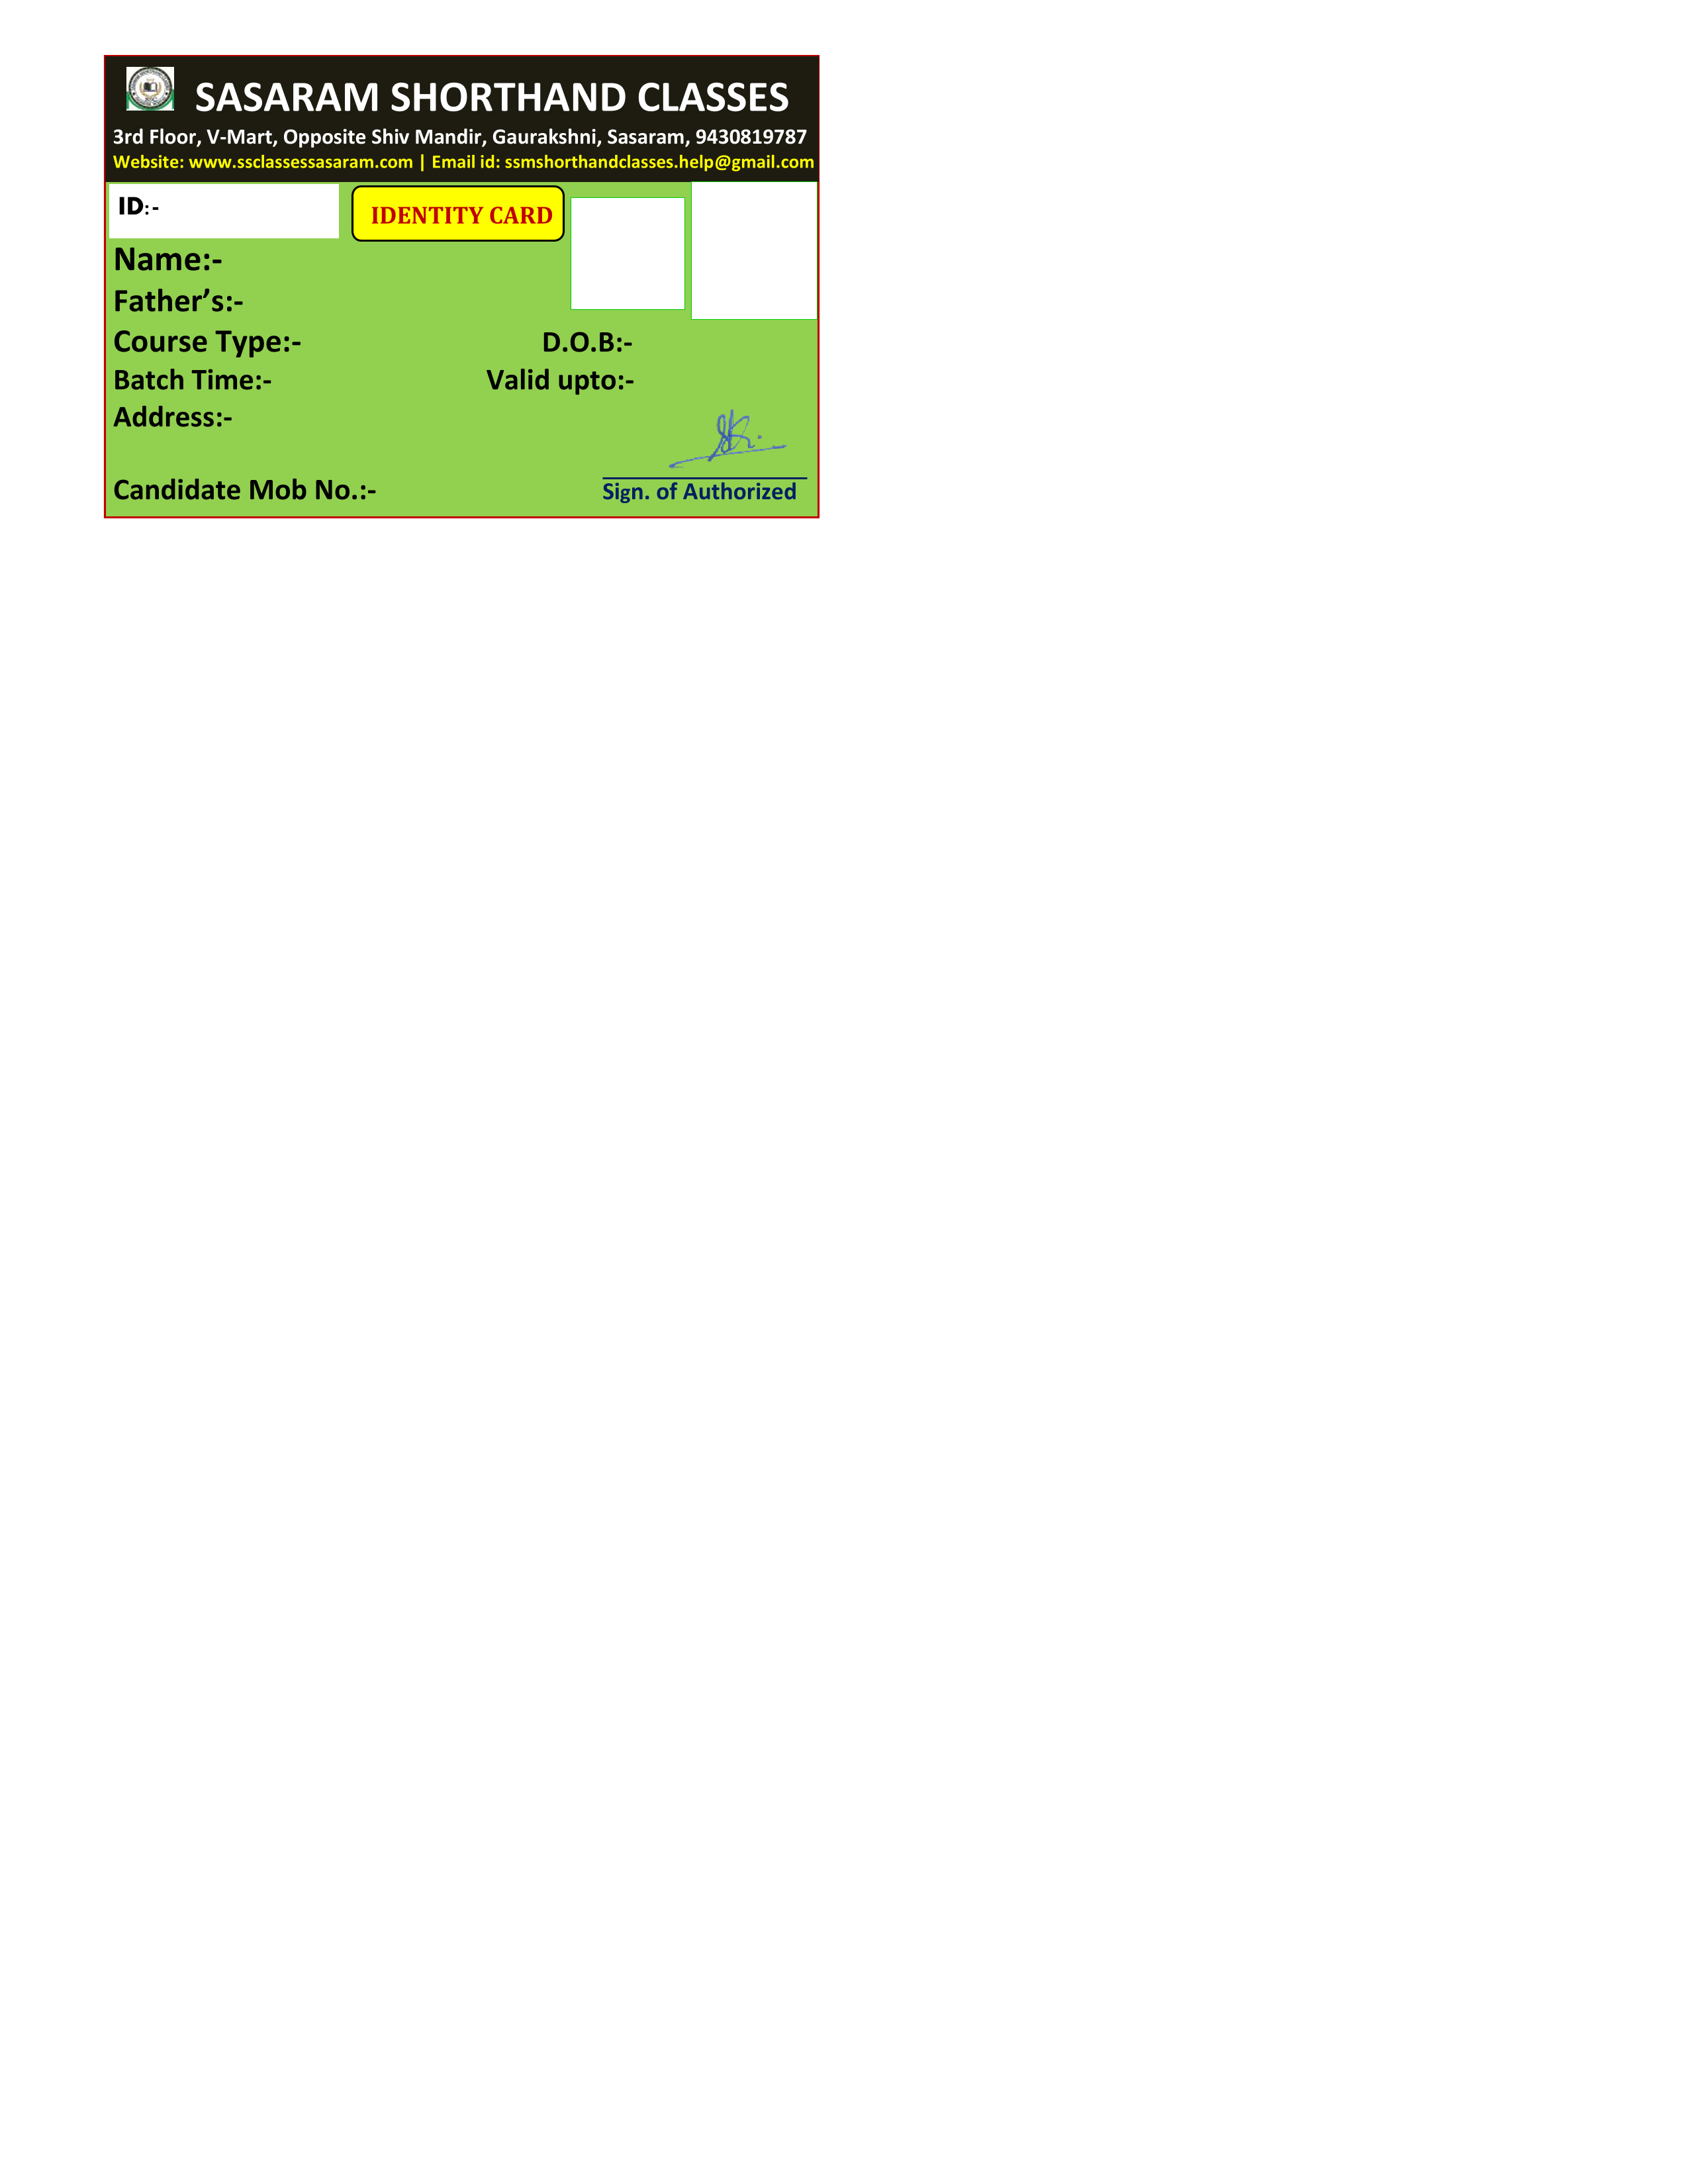 SASARAM SHORTHAND CLASSES
3rd Floor, V-Mart, Opposite Shiv Mandir, Gaurakshni, Sasaram, 9430819787
Website: www.ssclassessasaram.com | Email id: ssmshorthandclasses.help@gmail.com
ID:-
IDENTITY CARD
Name:-
Father’s:-
Course Type:- D.O.B:-
Batch Time:- Valid upto:-
Address:-
Candidate Mob No.:- Sign. of Authorized